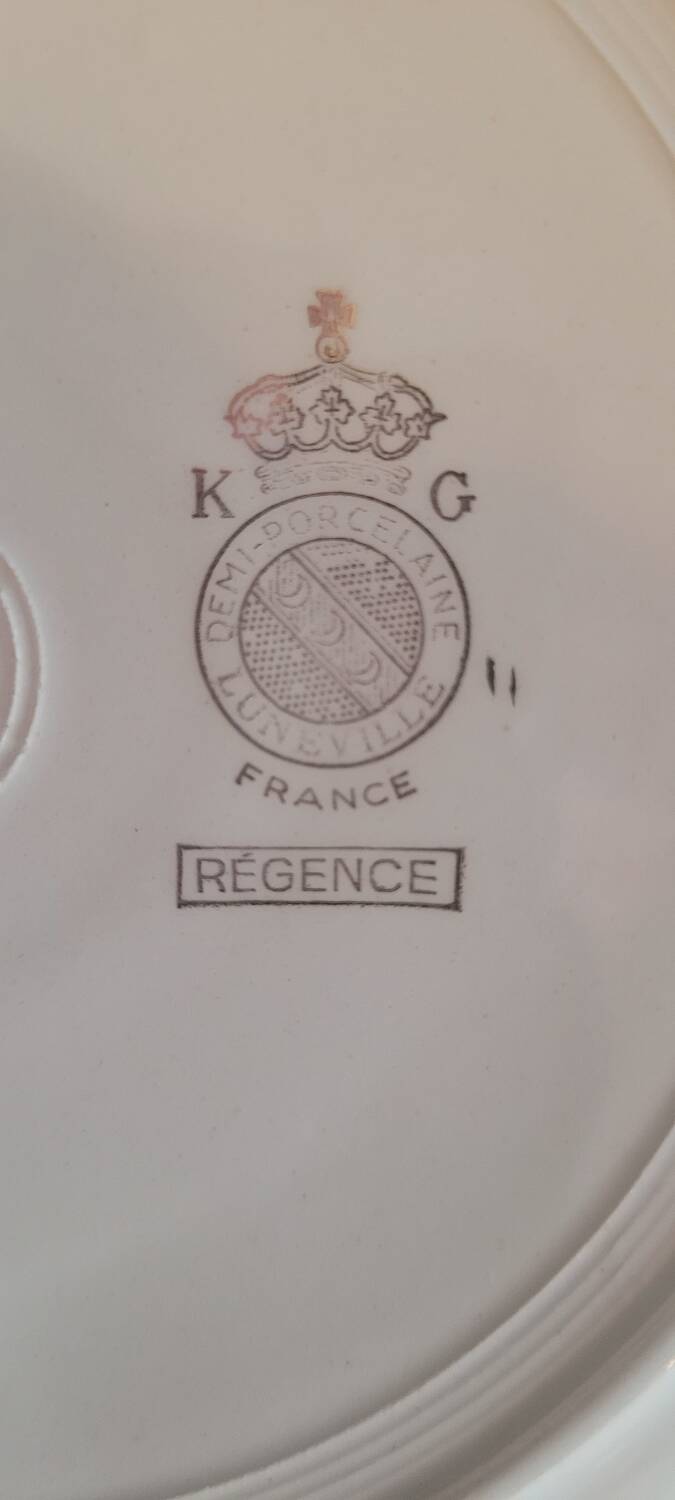 K G
DEMI-PORCELAINE
LUNEVILLE
FRANCE
RÉGENCE